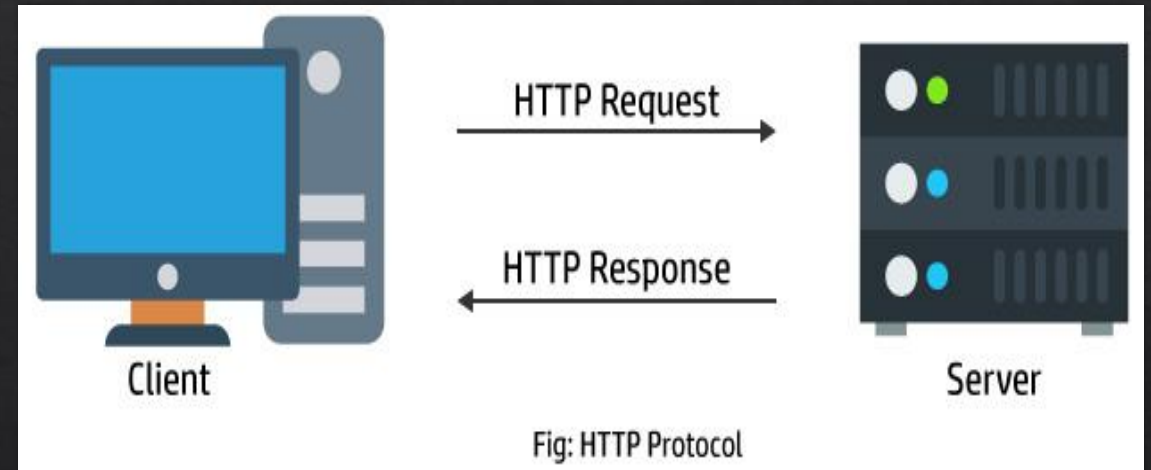 HTTP Request
HTTP Response
Client
Server
Fig: HTTP Protocol